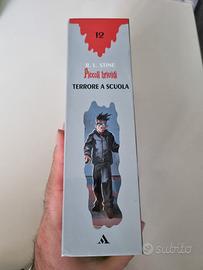 12
R. L. STINE
Piccoli brividi
TERRORE A SCUOLA
A
subito